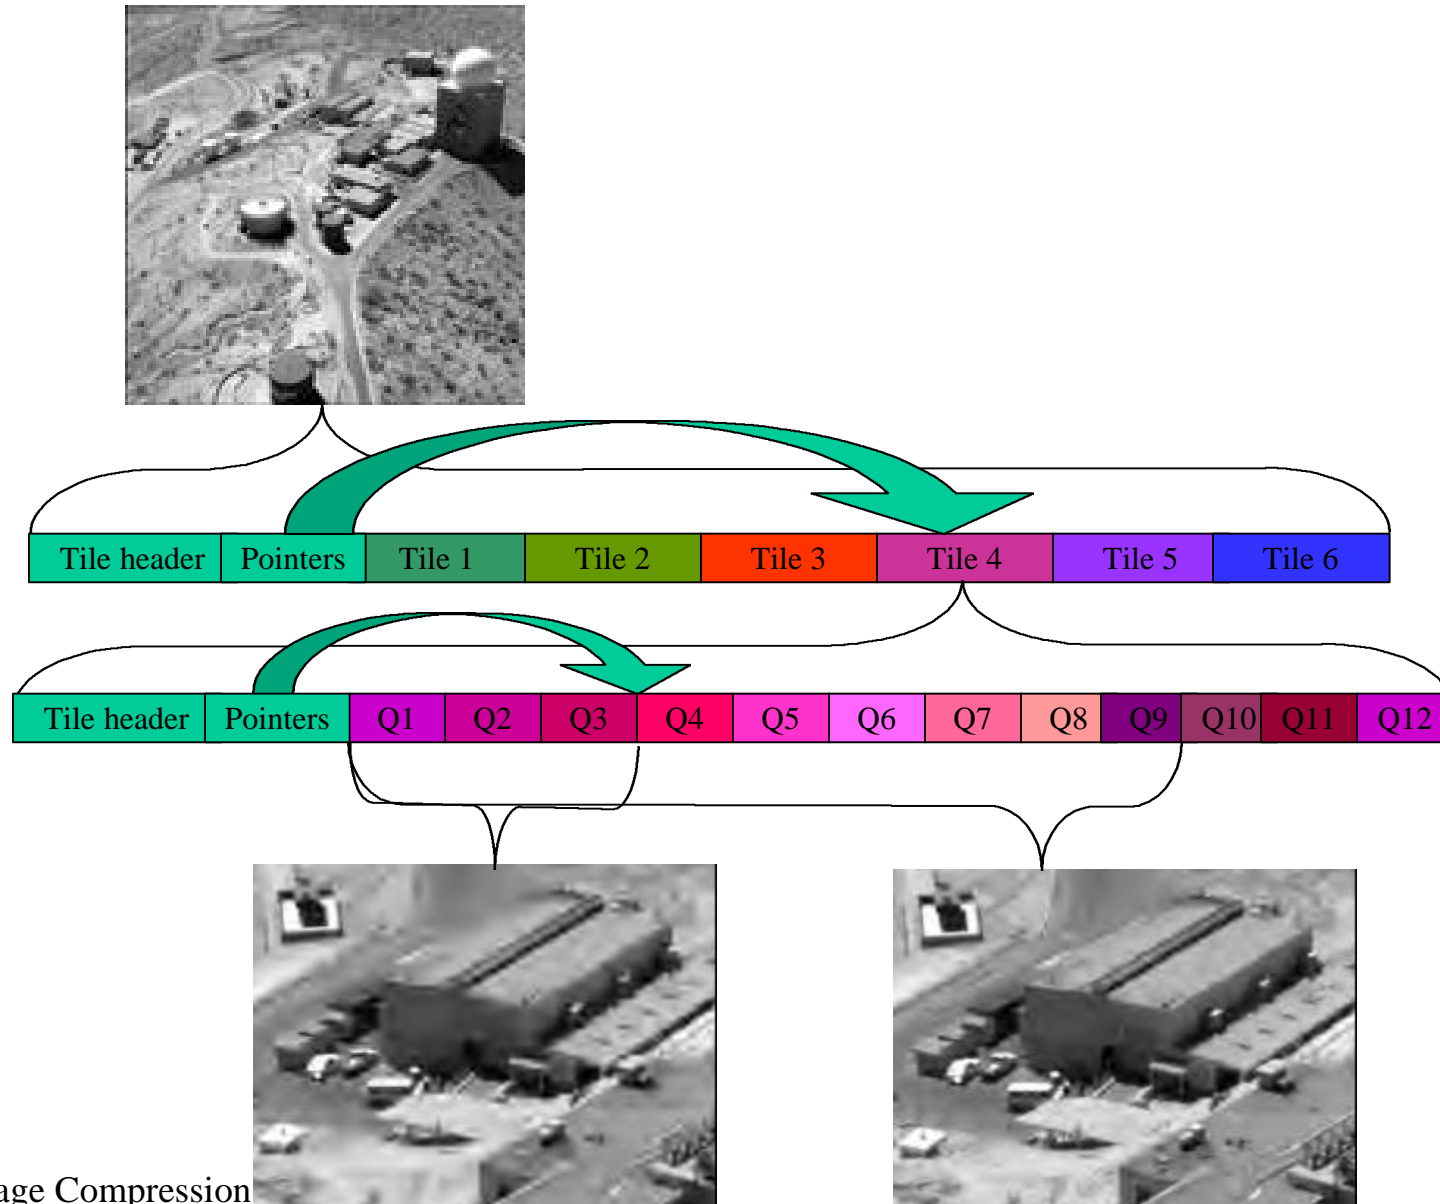 Tile header Pointers Tile 1 Tile 2 Tile 3 Tile 4 Tile 5 Tile 6
Tile header Pointers Q1 Q2 Q3 Q4 Q5 Q6 Q7 Q8 Q9 Q10 Q11 Q12
age Compression